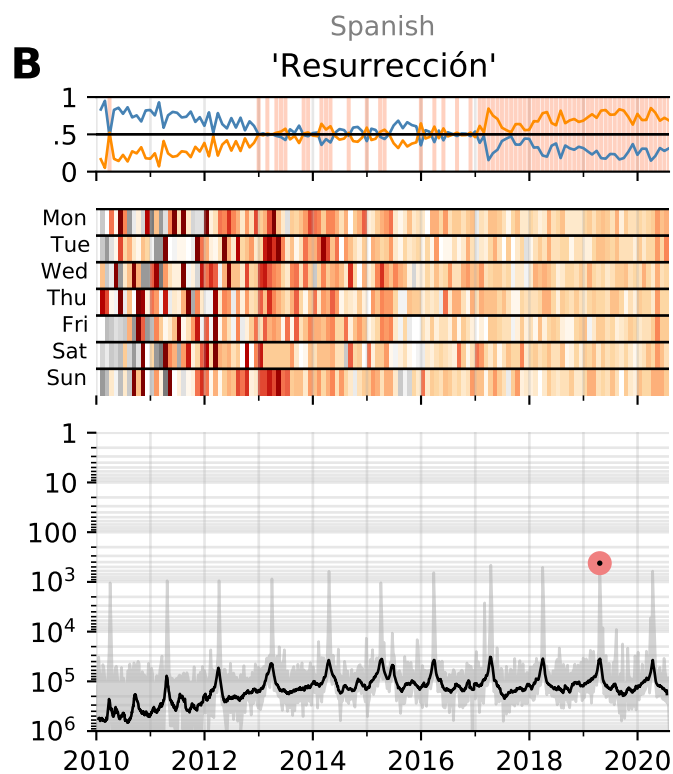 Spanish
B
'Resurrección'
1
.5
0
Mon
Tue
Wed
Thu
Fri
Sat
Sun
1
10
100
10³
10⁴
10⁵
10⁶
2010 2012 2014 2016 2018 2020